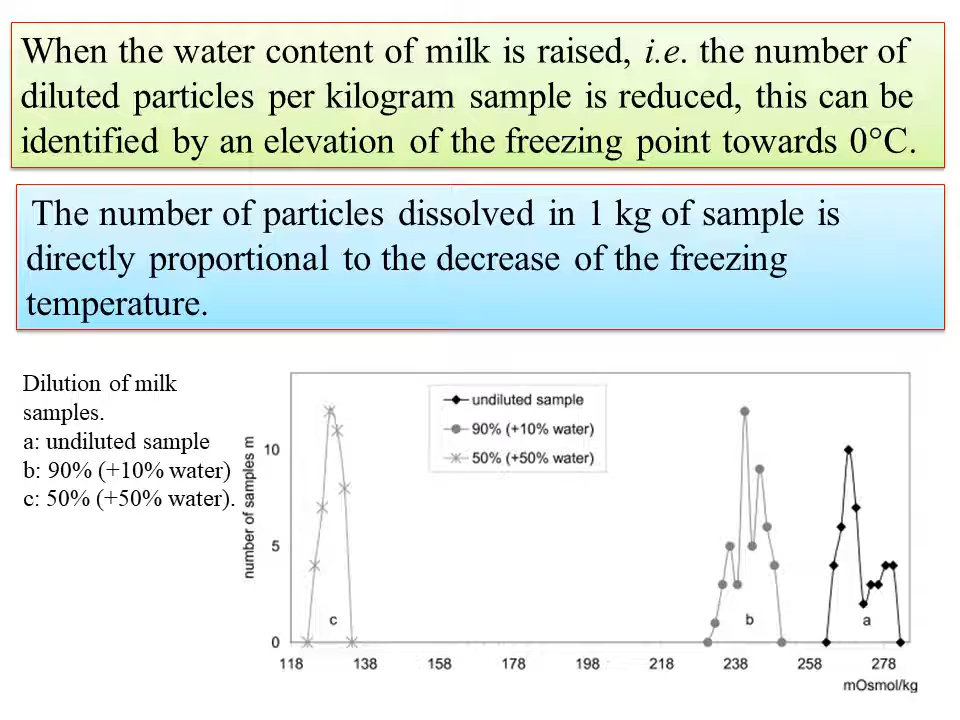 When the water content of milk is raised, i.e. the number of
diluted particles per kilogram sample is reduced, this can be
identified by an elevation of the freezing point towards 0°C.
The number of particles dissolved in 1 kg of sample is
directly proportional to the decrease of the freezing
temperature.
Dilution of milk
samples.
a: undiluted sample
b: 90% (+10% water)
c: 50% (+50% water).
number of samples m
10
5
0
undiluted sample
90% (+10% water)
50% (+50% water)
c
b
a
118 138 158 178 198 218 238 258 278
mOsmol/kg